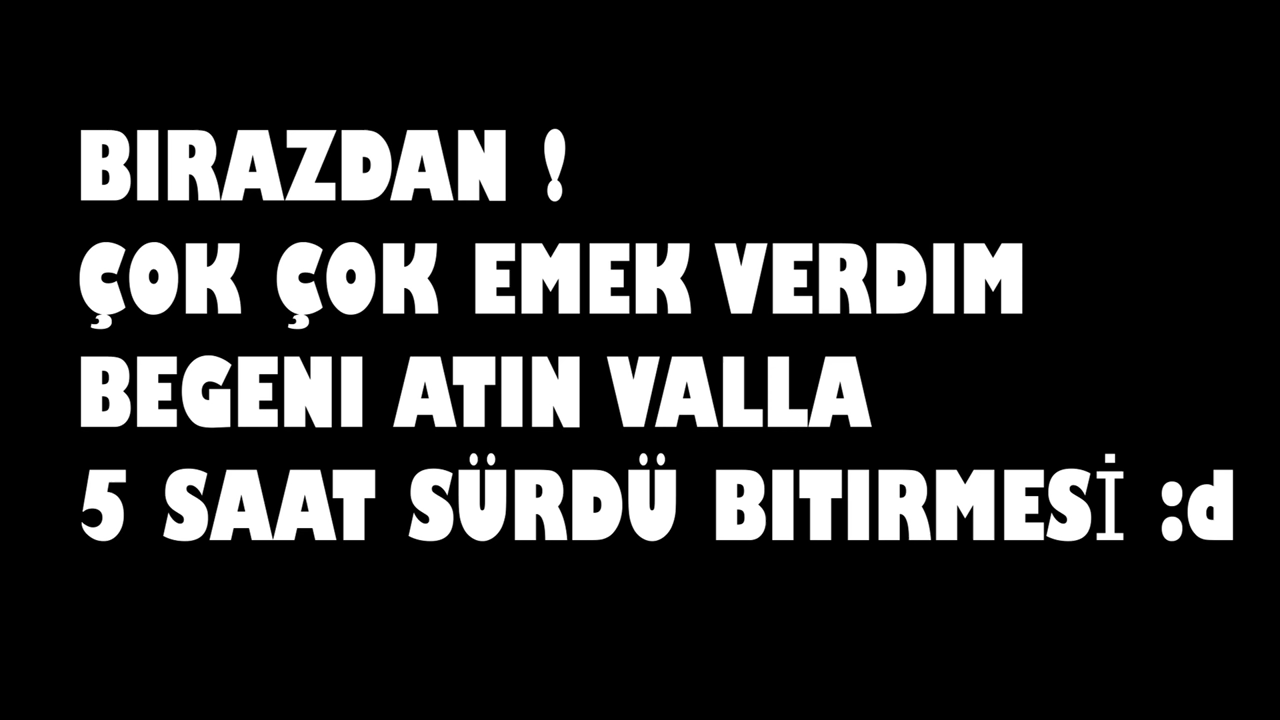 BIRAZDAN !
ÇOK ÇOK EMEK VERDIM
BEGENI ATIN VALLA
5 SAAT SÜRDÜ BITIRMESİ :d